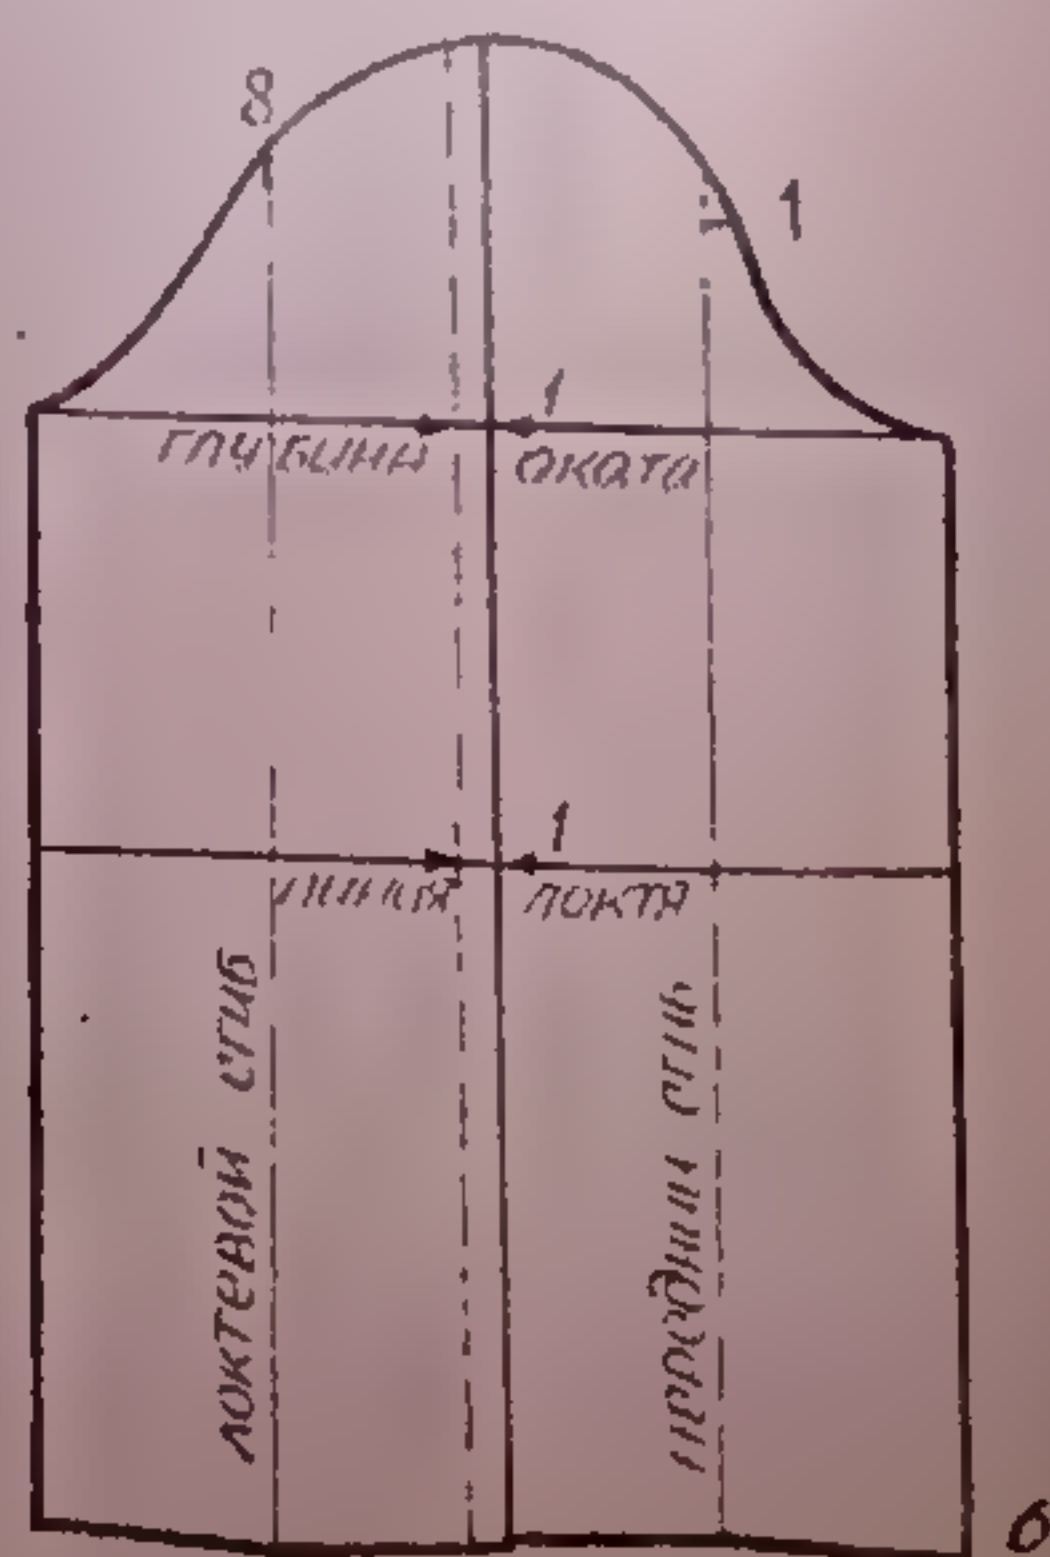 8
1
1
ГЛУБИНА ОКАТА
1
ЛИНИЯ ЛОКТЯ
ЛОКТЕВОЙ СГИБ
ПЕРЕДНИЙ СГИБ
б